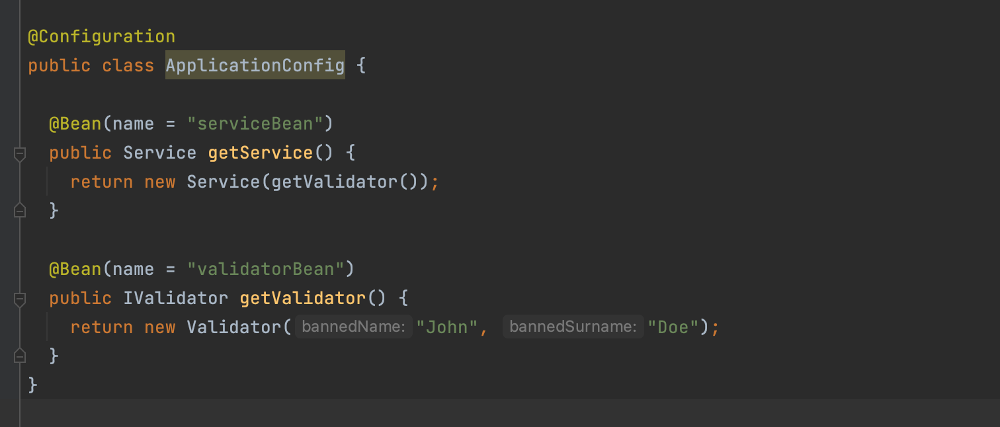 @Configuration
public class ApplicationConfig {
@Bean(name = "serviceBean")
public Service getService() {
return new Service(getValidator());
}
@Bean(name = "validatorBean")
public IValidator getValidator() {
return new Validator( bannedName: "John", bannedSurname: "Doe");
}
}